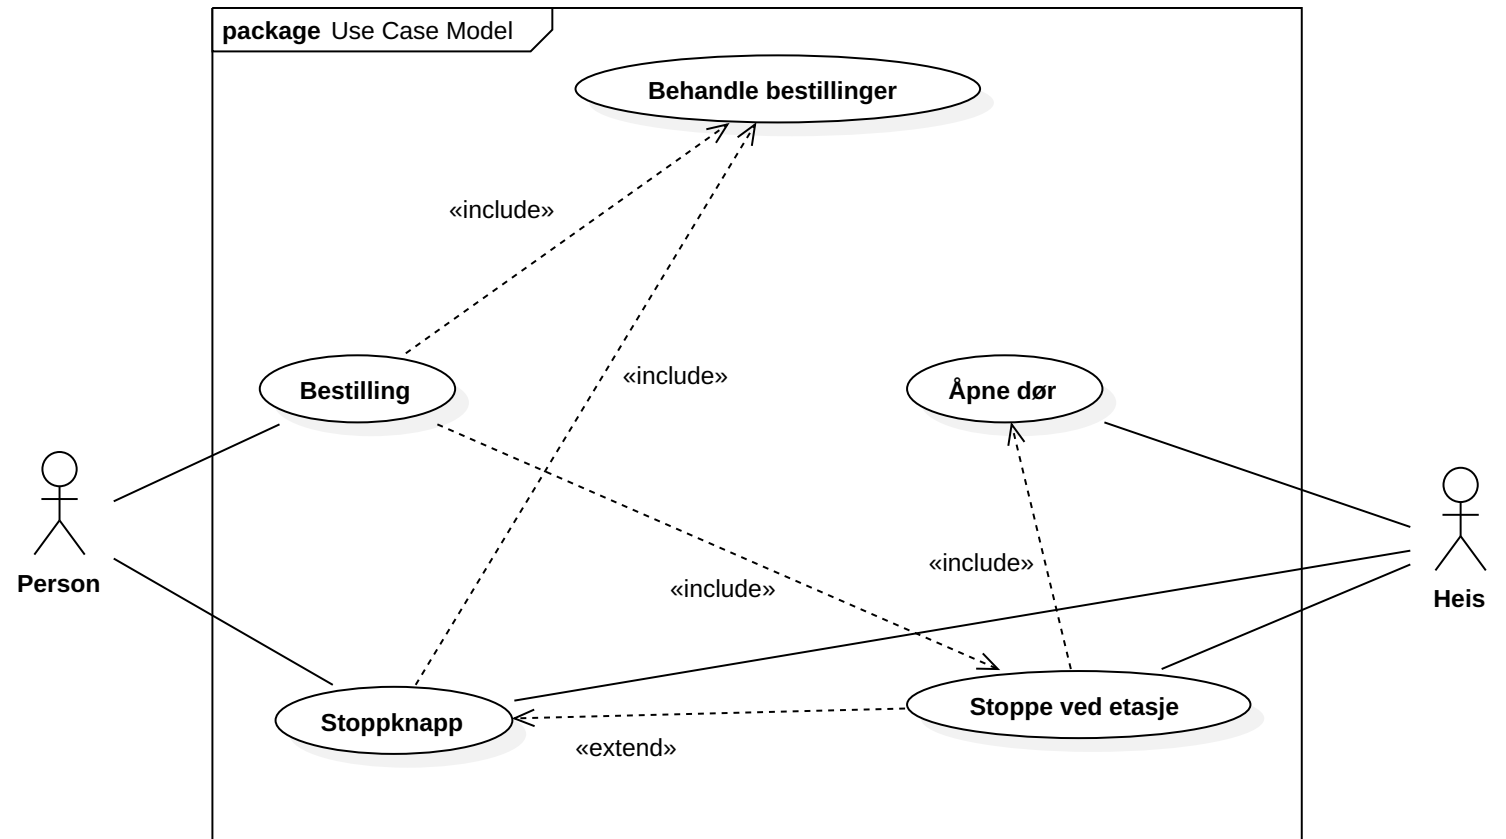 package Use Case Model
Behandle bestillinger
«include»
«include»
Bestilling
Åpne dør
«include»
«include»
Person
Heis
Stoppknapp
Stoppe ved etasje
«extend»